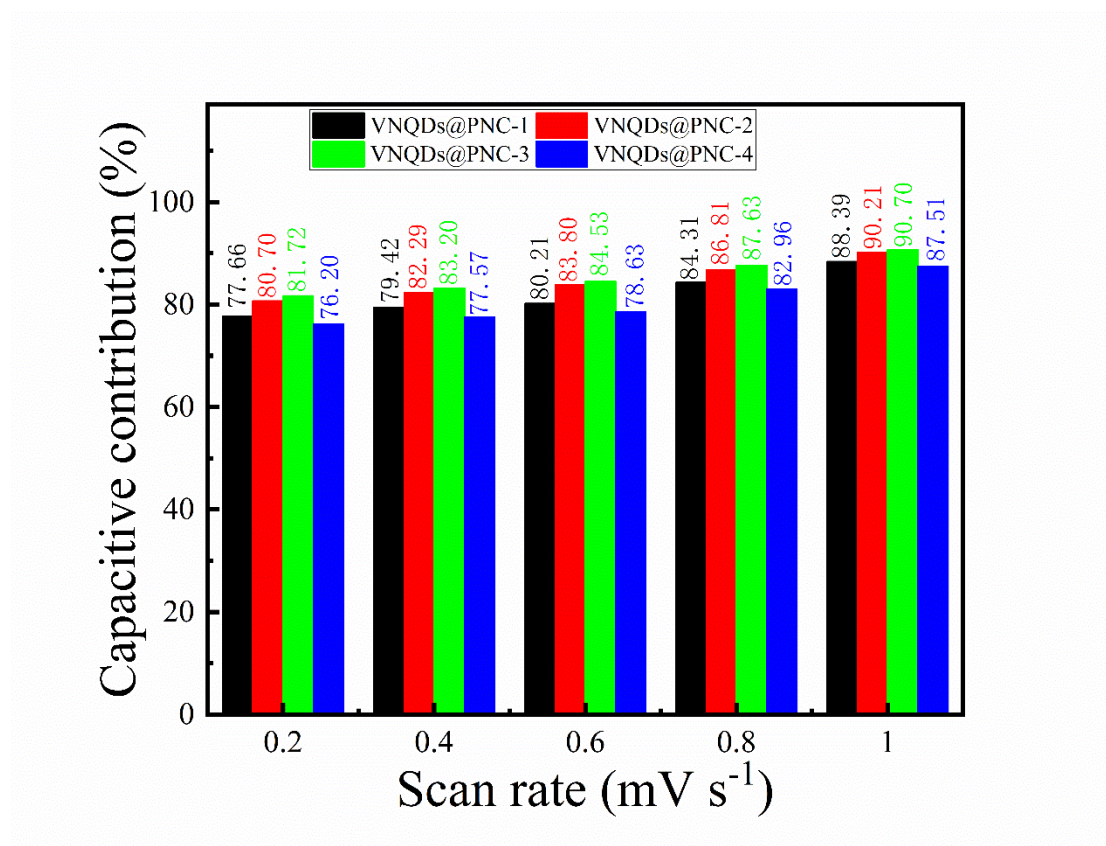 VNQDs@PNC-1 VNQDs@PNC-2
VNQDs@PNC-3 VNQDs@PNC-4
Capacitive contribution (%)
100
80
60
40
20
0
77.66 80.70 81.72 76.20
79.42 82.29 83.20 77.57
80.21 83.80 84.53 78.63
84.31 86.81 87.63 82.96
88.39 90.21 90.70 87.51
0.2 0.4 0.6 0.8 1
Scan rate (mV s⁻¹)